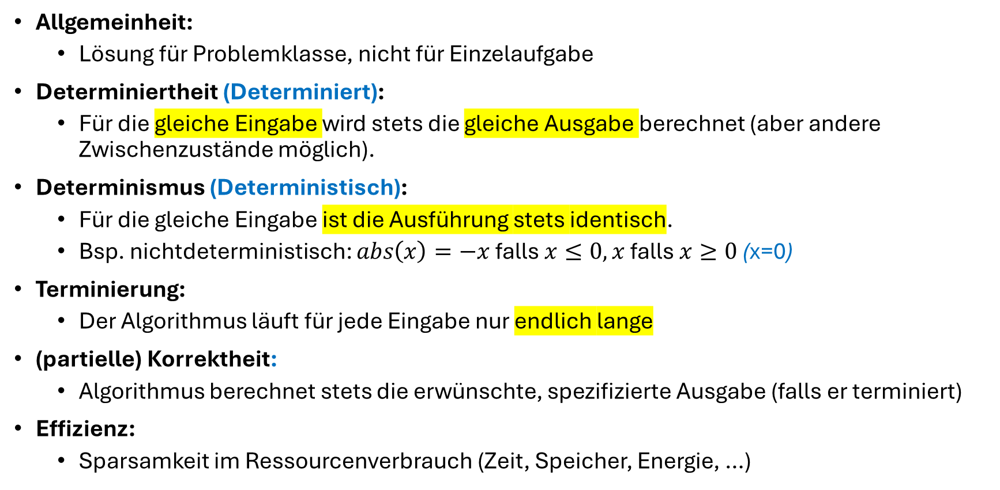 • Allgemeinheit:
• Lösung für Problemklasse, nicht für Einzelaufgabe
• Determiniertheit (Determiniert):
• Für die gleiche Eingabe wird stets die gleiche Ausgabe berechnet (aber andere
Zwischenzustände möglich).
• Determinismus (Deterministisch):
• Für die gleiche Eingabe ist die Ausführung stets identisch.
• Bsp. nichtdeterministisch: abs(x) = −x falls x ≤ 0, x falls x ≥ 0 (x=0)
• Terminierung:
• Der Algorithmus läuft für jede Eingabe nur endlich lange
• (partielle) Korrektheit:
• Algorithmus berechnet stets die erwünschte, spezifizierte Ausgabe (falls er terminiert)
• Effizienz:
• Sparsamkeit im Ressourcenverbrauch (Zeit, Speicher, Energie, ...)